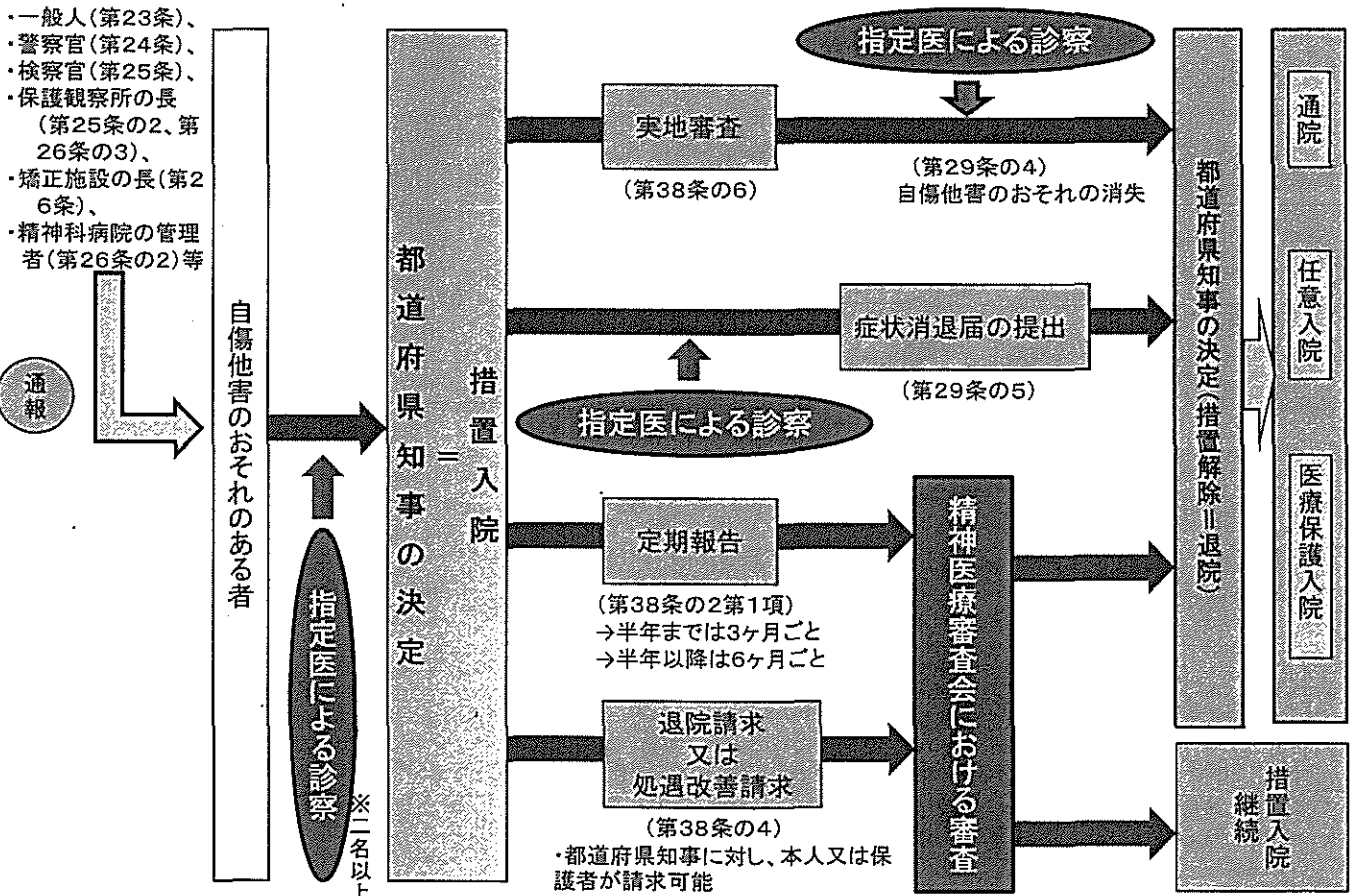 ・一般人(第23条)、
・警察官(第24条)、
・検察官(第25条)、
・保護観察所の長
(第25条の2、第
26条の3)、
・矯正施設の長(第2
6条)、
・精神科病院の管理
者(第26条の2)等
通報
自傷他害のおそれのある者
指定医による診察
※二名以上
都道府県知事の決定
=
措置入院
実地審査
(第38条の6)
指定医による診察
(第29条の4)
自傷他害のおそれの消失
症状消退届の提出
(第29条の5)
指定医による診察
定期報告
(第38条の2第1項)
→半年までは3ヶ月ごと
→半年以降は6ヶ月ごと
退院請求
又は
処遇改善請求
(第38条の4)
・都道府県知事に対し、本人又は保
護者が請求可能
精神医療審査会における審査
都道府県知事の決定(措置解除=退院)
通院
任意入院
医療保護入院
措置入院
継続